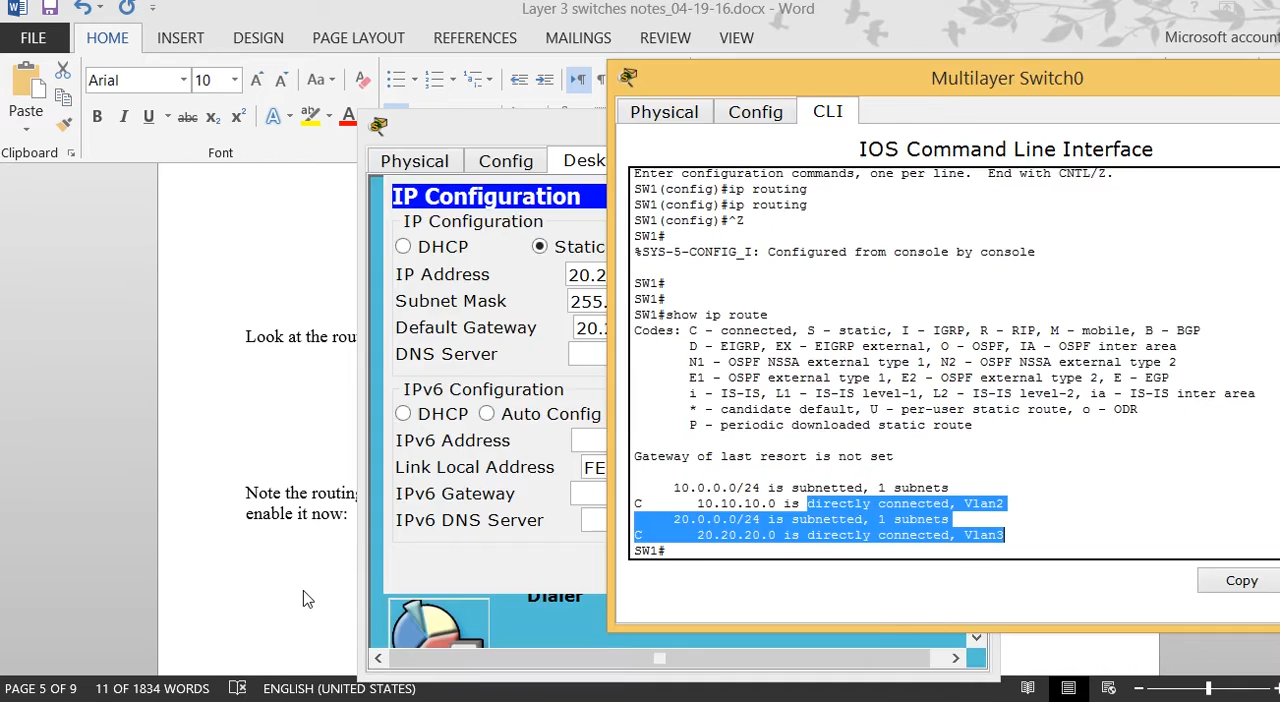 Layer 3 switches notes_04-19-16.docx - Word
FILE HOME INSERT DESIGN PAGE LAYOUT REFERENCES MAILINGS REVIEW VIEW
Microsoft account
Arial 10
Aa
Paste
B I U abc X₂ X² A A
Clipboard Font
Look at the rou
Note the routing
enable it now:
Physical Config Desk
IP Configuration
IP Configuration
DHCP Static
IP Address 20.2
Subnet Mask 255.
Default Gateway 20.2
DNS Server
IPv6 Configuration
DHCP Auto Config
IPv6 Address
Link Local Address FE
IPv6 Gateway
IPv6 DNS Server
Dialer
Multilayer Switch0
Physical Config CLI
IOS Command Line Interface
Enter configuration commands, one per line. End with CNTL/Z.
SW1(config)#ip routing
SW1(config)#ip routing
SW1(config)#^Z
SW1#
%SYS-5-CONFIG_I: Configured from console by console
SW1#
SW1#
SW1#show ip route
Codes: C - connected, S - static, I - IGRP, R - RIP, M - mobile, B - BGP
D - EIGRP, EX - EIGRP external, O - OSPF, IA - OSPF inter area
N1 - OSPF NSSA external type 1, N2 - OSPF NSSA external type 2
E1 - OSPF external type 1, E2 - OSPF external type 2, E - EGP
i - IS-IS, L1 - IS-IS level-1, L2 - IS-IS level-2, ia - IS-IS inter area
* - candidate default, U - per-user static route, o - ODR
P - periodic downloaded static route
Gateway of last resort is not set
10.0.0.0/24 is subnetted, 1 subnets
C 10.10.10.0 is directly connected, Vlan2
20.0.0.0/24 is subnetted, 1 subnets
C 20.20.20.0 is directly connected, Vlan3
SW1#
Copy
PAGE 5 OF 9 11 OF 1834 WORDS ENGLISH (UNITED STATES)